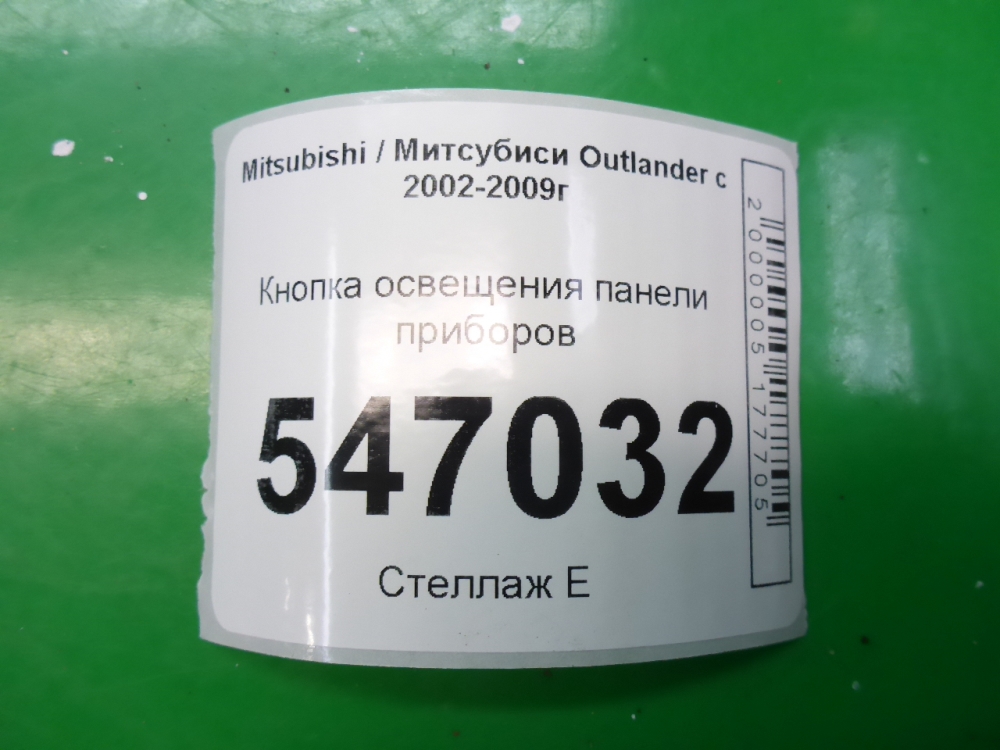 Mitsubishi / Митсубиси Outlander с
2002-2009г
Кнопка освещения панели
приборов
547032
Стеллаж Е
2000005177705